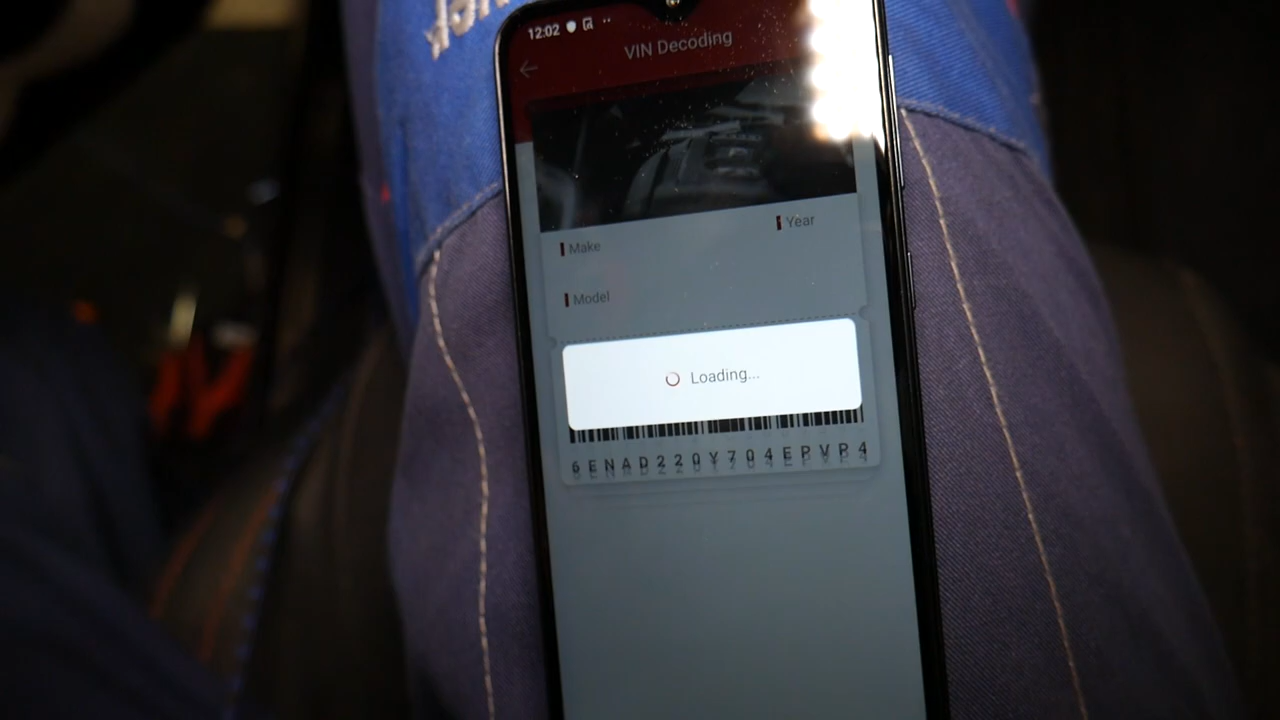 12:02
VIN Decoding
Year
Make
Model
Loading...
6ENAD220Y704EPVP4